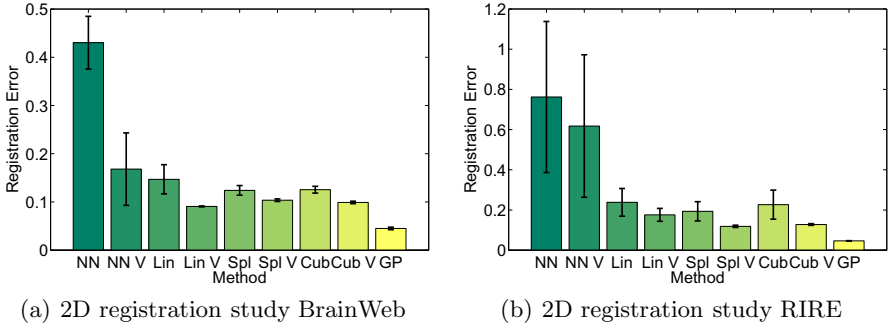 0.5
0.4
0.3
0.2
0.1
0
Registration Error
NN NN V Lin Lin V Spl Spl V Cub Cub V GP
Method
(a) 2D registration study BrainWeb
1.2
1
0.8
0.6
0.4
0.2
0
Registration Error
NN NN V Lin Lin V Spl Spl V Cub Cub V GP
Method
(b) 2D registration study RIRE